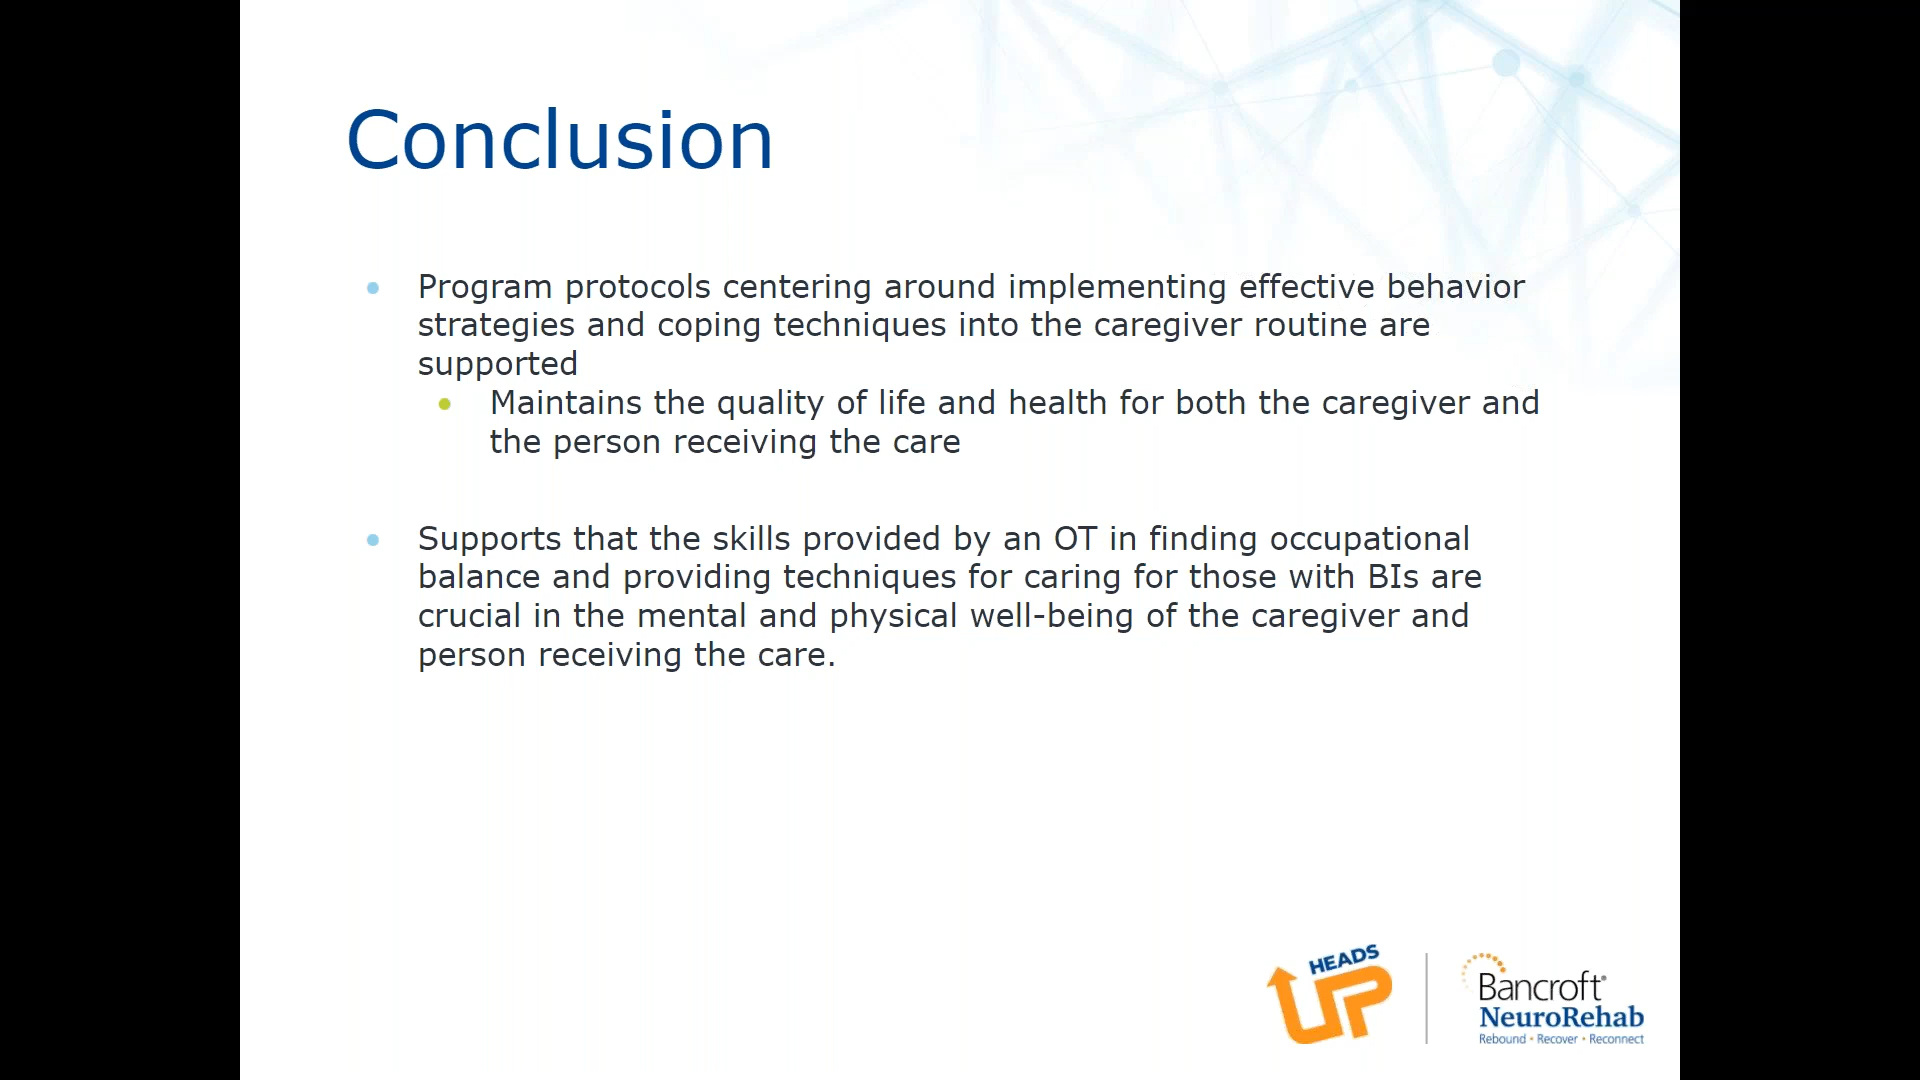 Conclusion
Program protocols centering around implementing effective behavior
strategies and coping techniques into the caregiver routine are
supported
Maintains the quality of life and health for both the caregiver and
the person receiving the care
Supports that the skills provided by an OT in finding occupational
balance and providing techniques for caring for those with BIs are
crucial in the mental and physical well-being of the caregiver and
person receiving the care.
HEADS
UP
Bancroft®
NeuroRehab
Rebound • Recover • Reconnect